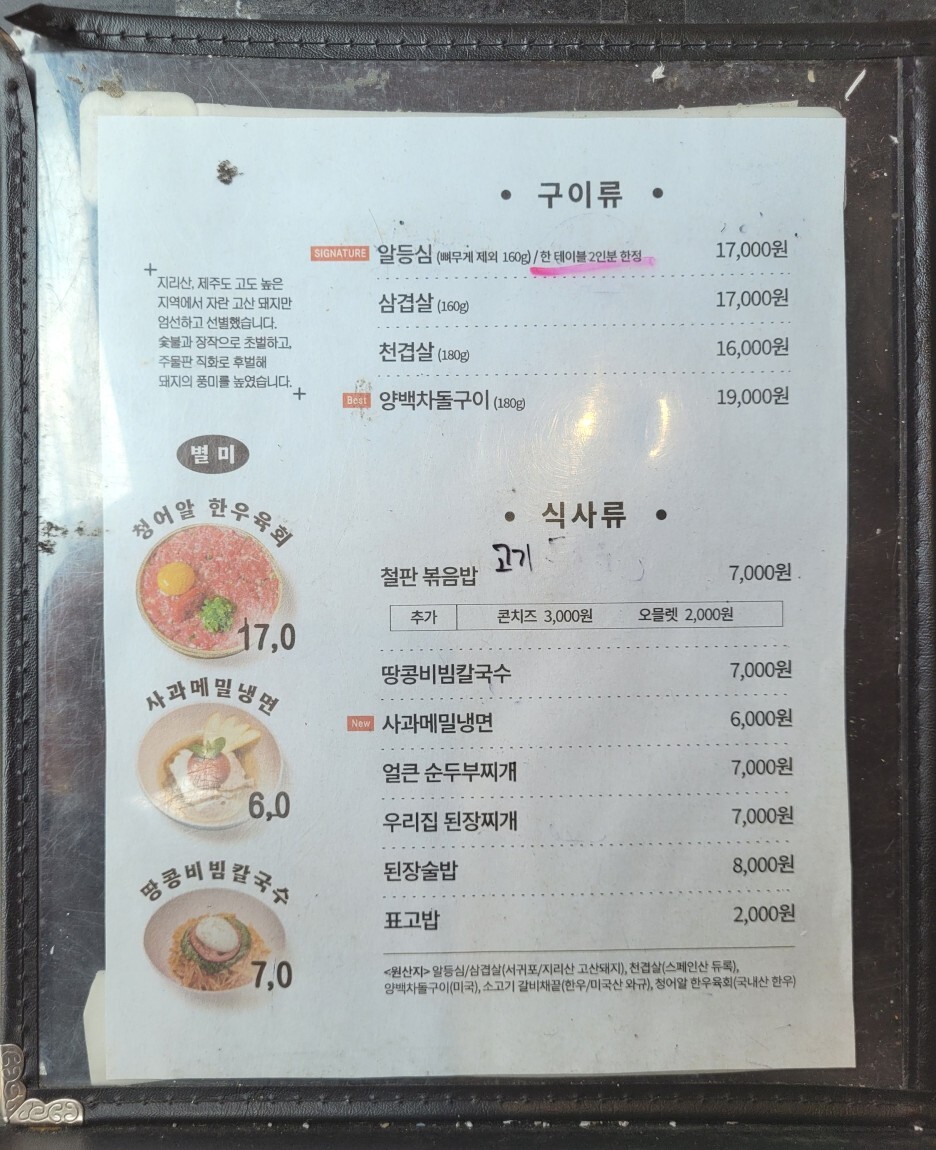 • 구이류 •
SIGNATURE 알등심 (뼈무게 제외 160g) / 한 테이블 2인분 한정 17,000원
삼겹살 (160g) 17,000원
천겹살 (180g) 16,000원
Best 양백차돌구이 (180g) 19,000원
지리산, 제주도 고도 높은
지역에서 자란 고산 돼지만
엄선하고 선별했습니다.
숯불과 장작으로 초벌하고,
주물판 직화로 후벌해
돼지의 풍미를 높였습니다.
별미
청어알 한우육회
17,0
사과메밀냉면
6,0
땅콩비빔칼국수
7,0
• 식사류 •
고기
철판 볶음밥 7,000원
추가 콘치즈 3,000원 오믈렛 2,000원
땅콩비빔칼국수 7,000원
New 사과메밀냉면 6,000원
얼큰 순두부찌개 7,000원
우리집 된장찌개 7,000원
된장술밥 8,000원
표고밥 2,000원
<원산지> 알등심/삼겹살(서귀포/지리산 고산돼지), 천겹살(스페인산 듀록),
양백차돌구이(미국), 소고기 갈비채끝(한우/미국산 와규), 청어알 한우육회(국내산 한우)